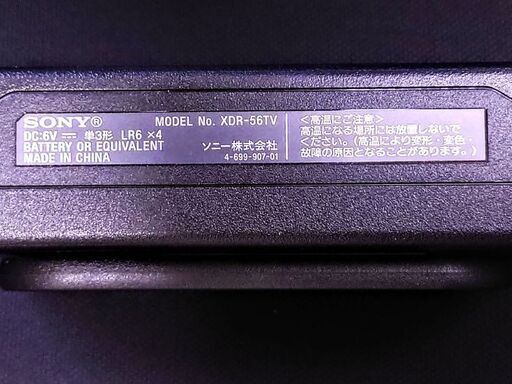 SONY® MODEL No. XDR-56TV
DC:6V ⎓ 単3形 LR6 ×4
BATTERY OR EQUIVALENT ソニー株式会社
MADE IN CHINA 4-699-907-01
<高温にご注意>
高温になる場所には放置しないで
ください。(高温により変形・変色・
故障の原因となることがあります。)